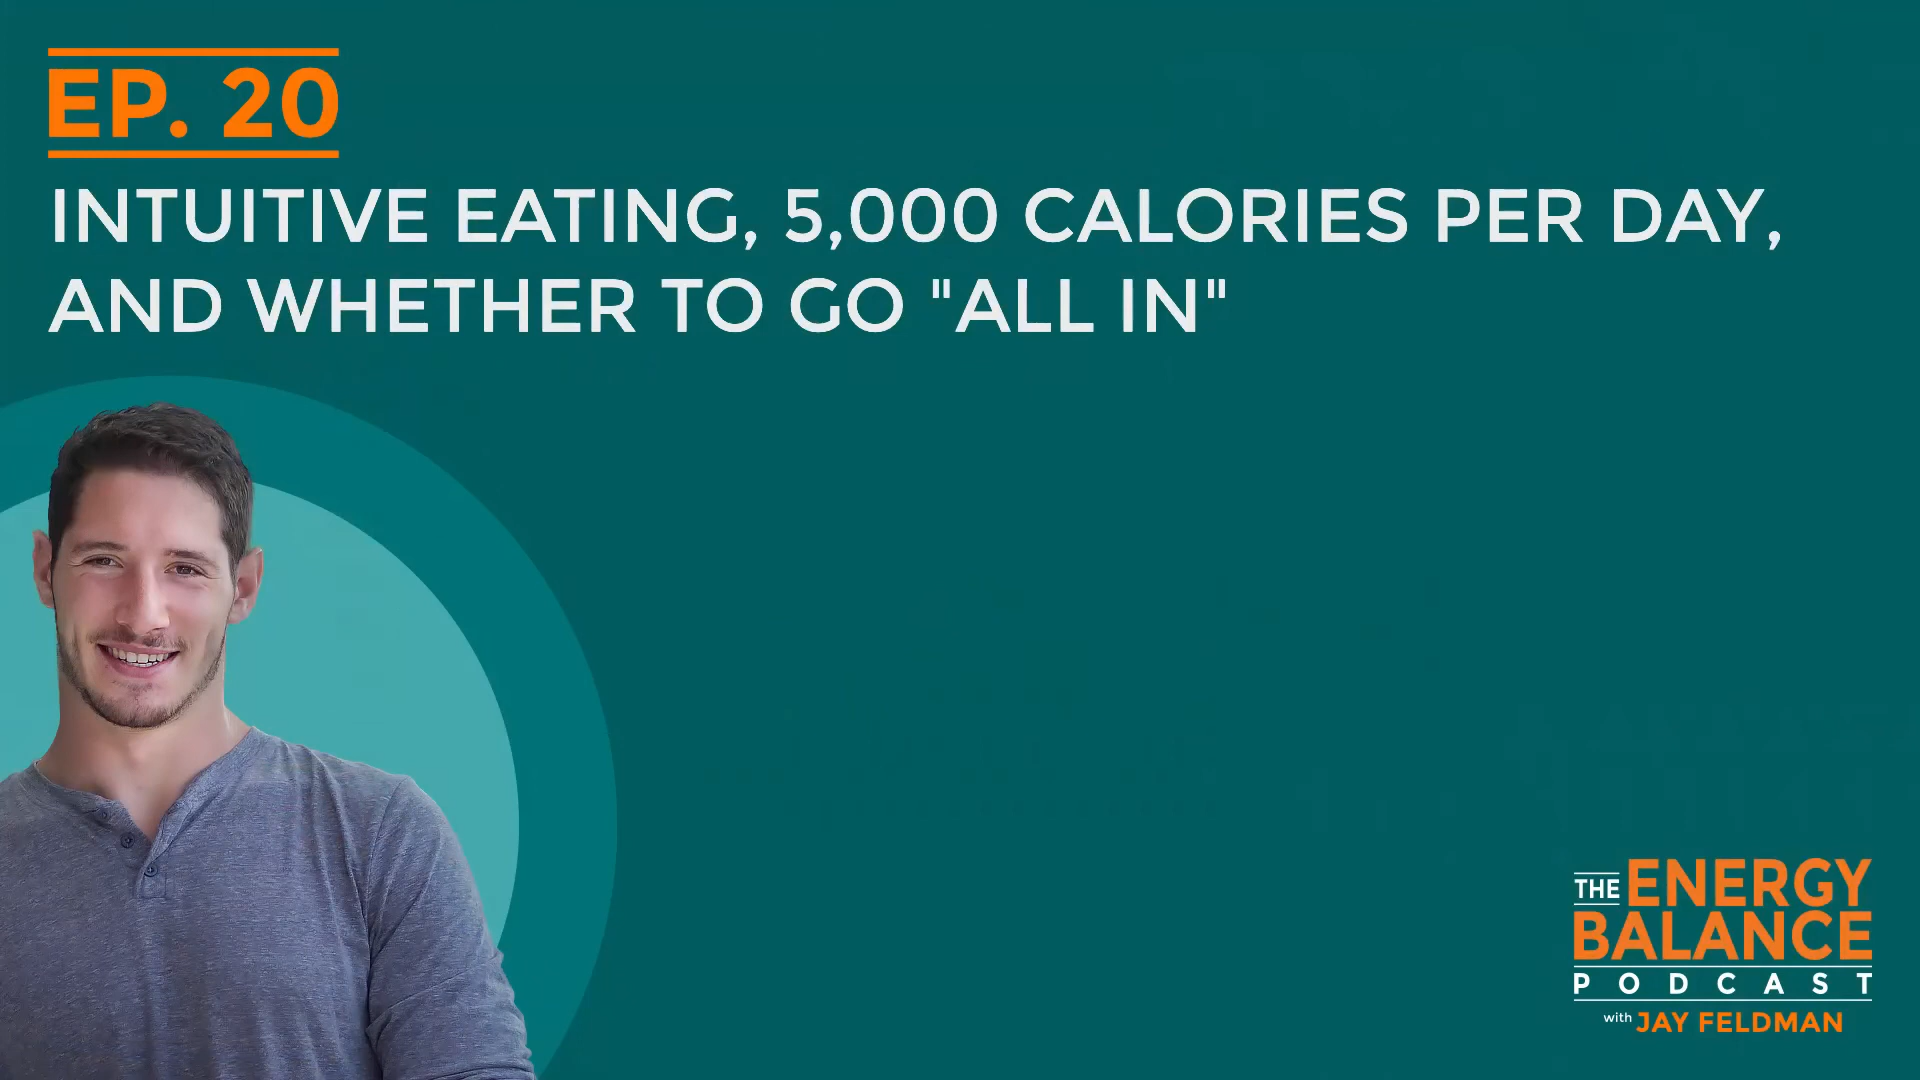 EP. 20
INTUITIVE EATING, 5,000 CALORIES PER DAY,
AND WHETHER TO GO "ALL IN"
THE ENERGY
BALANCE
PODCAST
with JAY FELDMAN